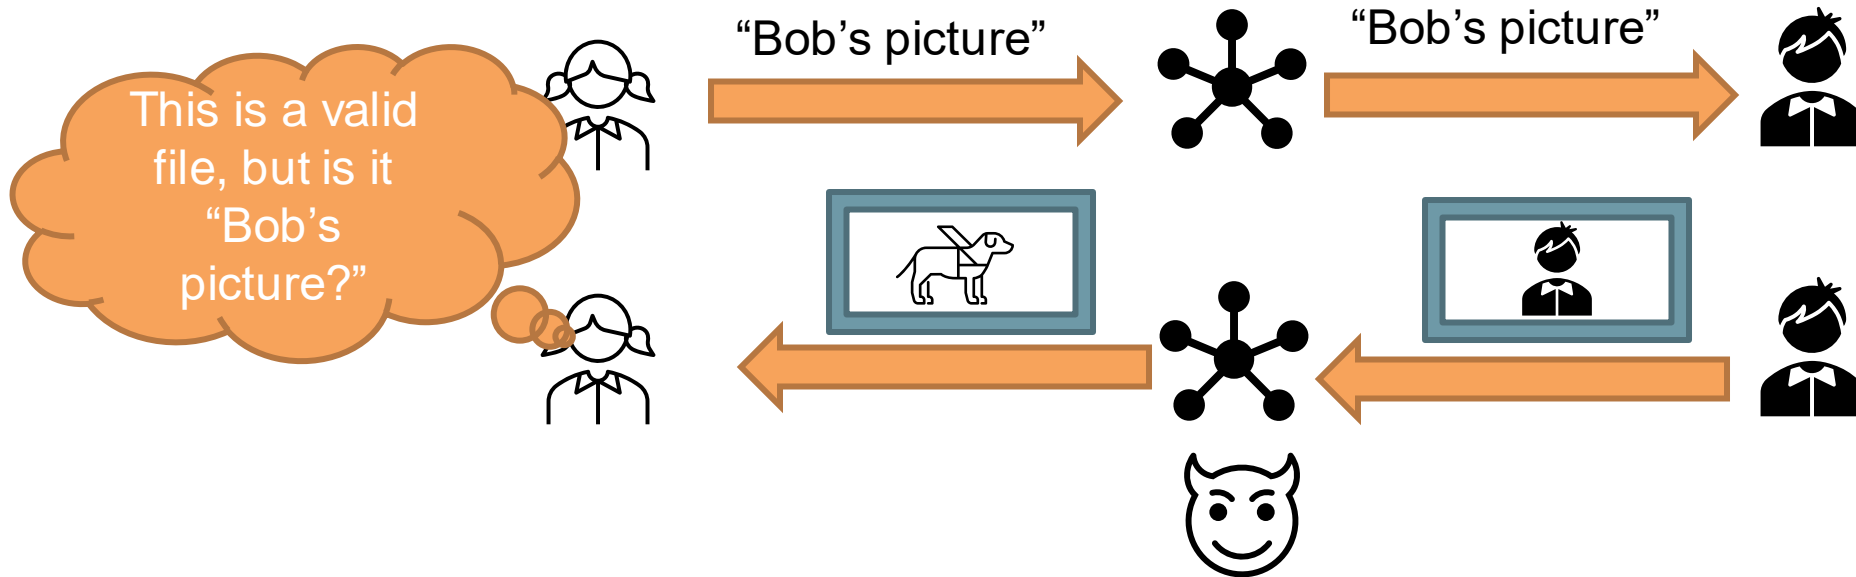 “Bob’s picture”
“Bob’s picture”
This is a valid
file, but is it
“Bob’s
picture?”